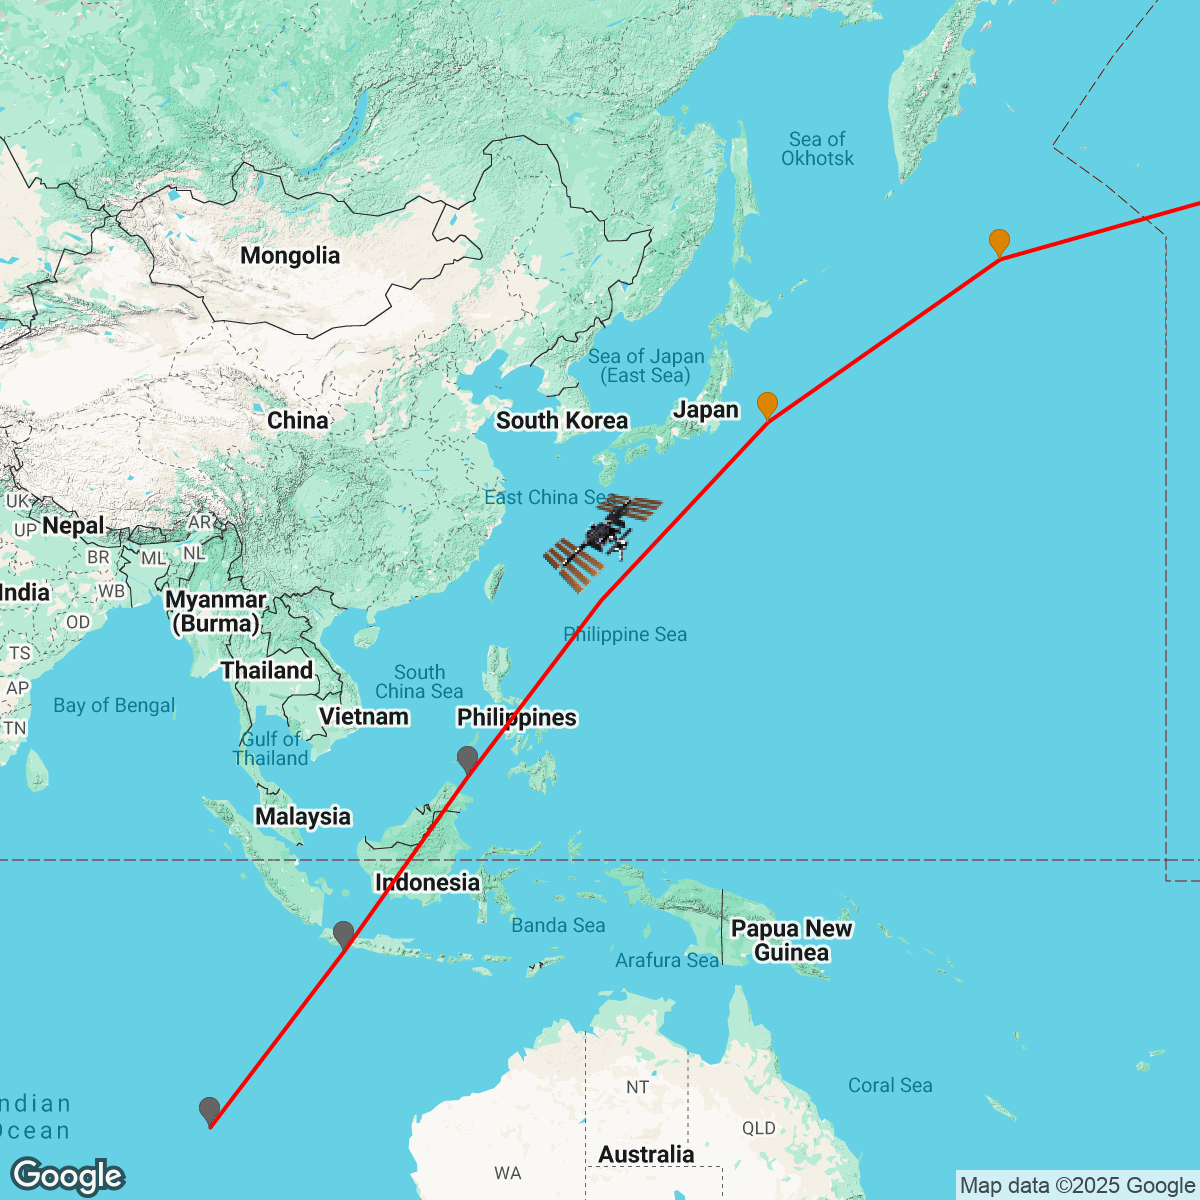 Sea of
Okhotsk
Mongolia
Sea of Japan
(East Sea)
Japan
South Korea
China
East China Sea
UK
UP
Nepal
AR
BR
ML
NL
India
WB
Myanmar
(Burma)
OD
TS
Philippine Sea
Thailand
South
China Sea
AP
Bay of Bengal
Vietnam
Philippines
TN
Gulf of
Thailand
Malaysia
Indonesia
Banda Sea
Papua New
Guinea
Arafura Sea
NT
Coral Sea
ndian
Ocean
QLD
Australia
WA
Google
Map data ©2025 Google